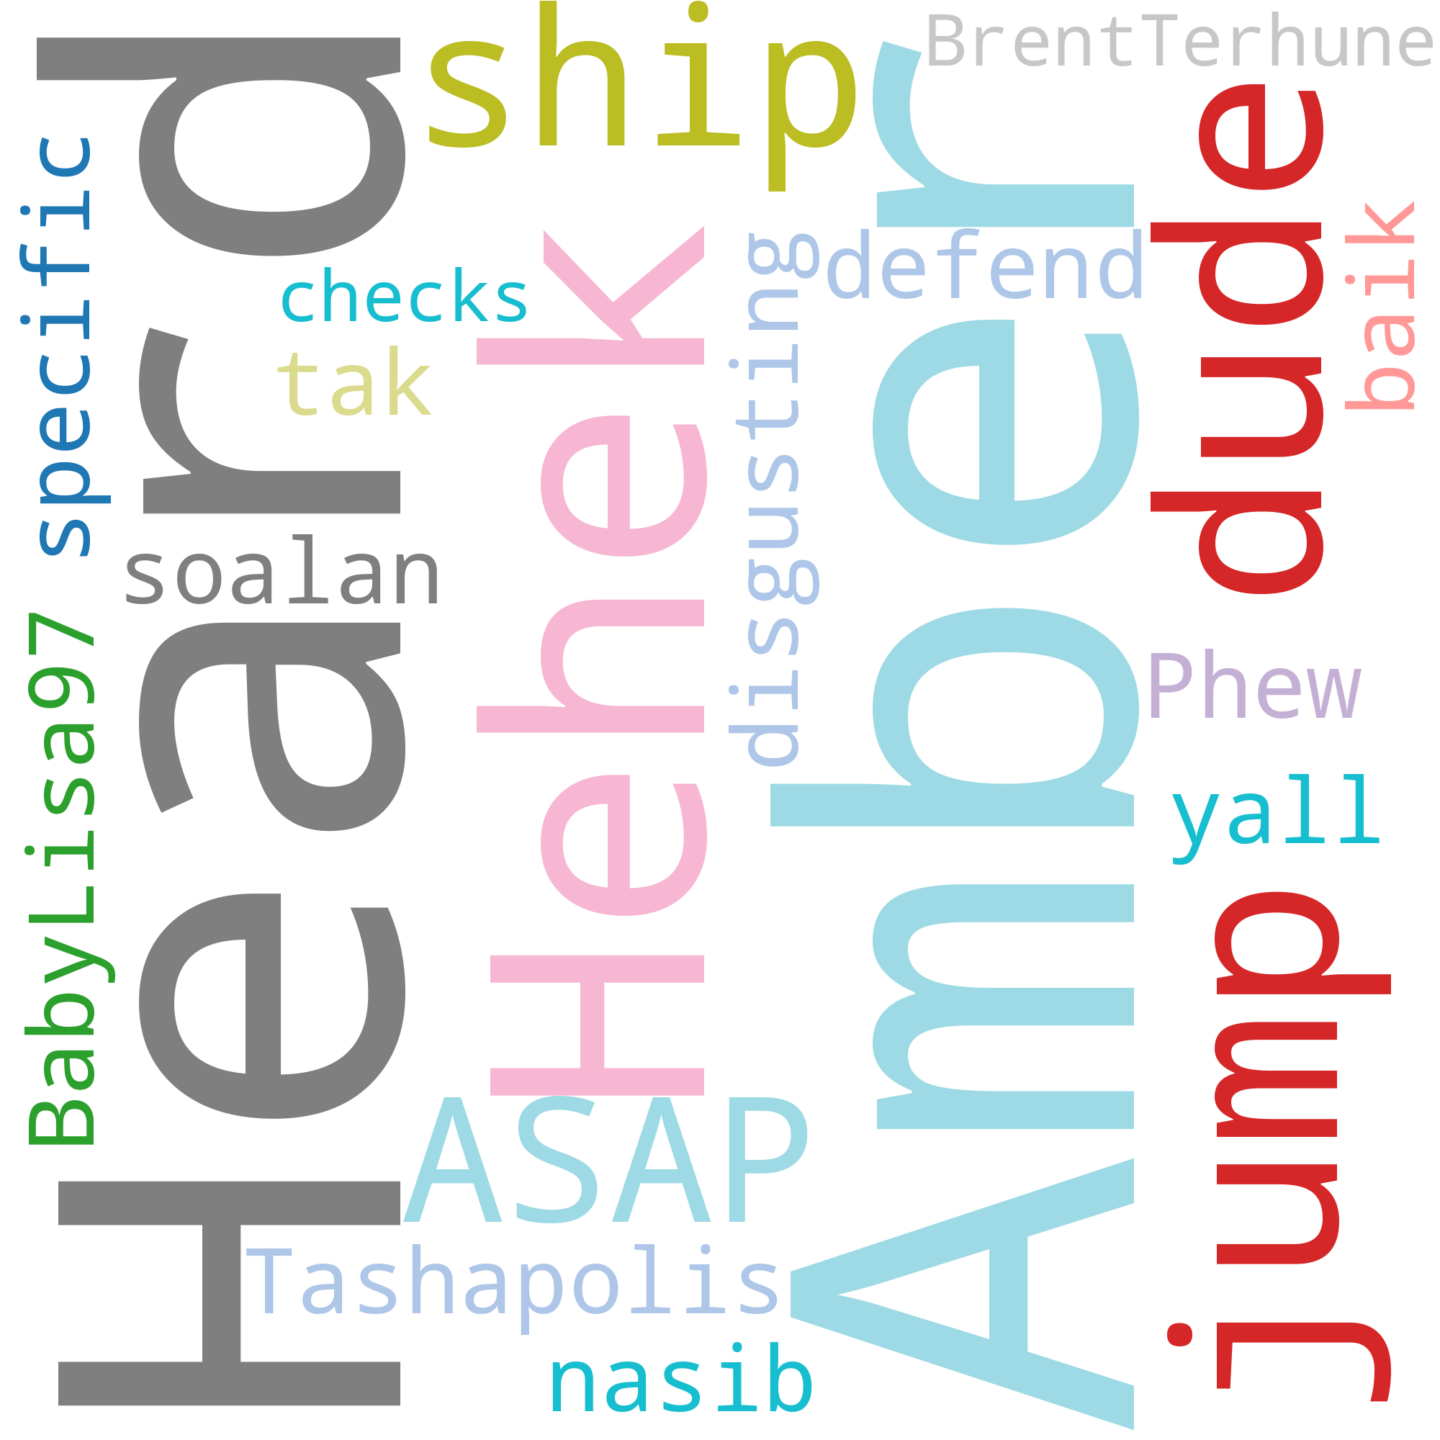 ship
BrentTerhune
Heard
specific
dude
Amber
baik
Hehek
defend
disgusting
checks
tak
soalan
BabyLisa97
Phew
yall
jump
ASAP
Tashapolis
nasib